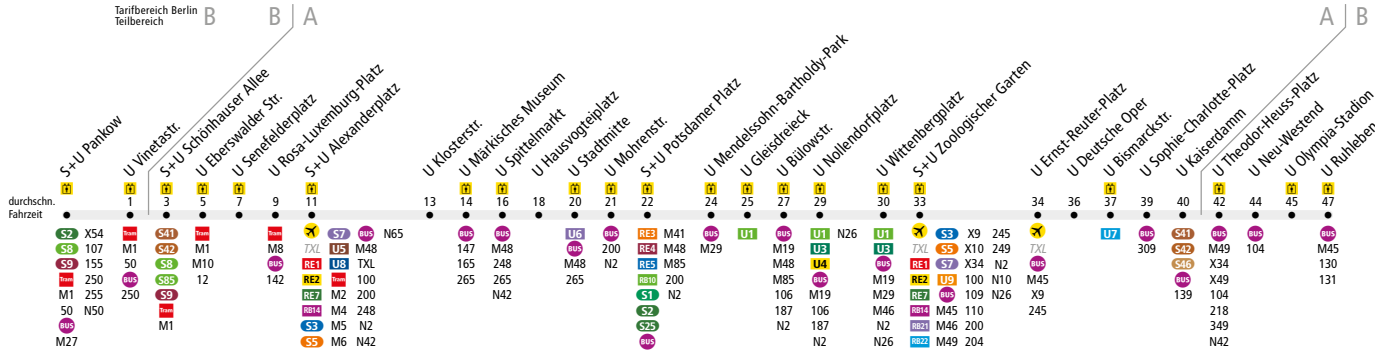 Tarifbereich Berlin
Teilbereich
B
B
A
A
B
S+U Pankow
U Vinetastr.
S+U Schönhauser Allee
U Eberswalder Str.
U Senefelderplatz
U Rosa-Luxemburg-Platz
S+U Alexanderplatz
U Klosterstr.
U Märkisches Museum
U Spittelmarkt
U Hausvogteiplatz
U Stadtmitte
U Mohrenstr.
S+U Potsdamer Platz
U Mendelssohn-Bartholdy-Park
U Gleisdreieck
U Bülowstr.
U Nollendorfplatz
U Wittenbergplatz
S+U Zoologischer Garten
U Ernst-Reuter-Platz
U Deutsche Oper
U Bismarckstr.
U Sophie-Charlotte-Platz
U Kaiserdamm
U Theodor-Heuss-Platz
U Neu-Westend
U Olympia-Stadion
U Ruhleben
durchschn. 1 3 5 7 9 11 13 14 16 18 20 21 22 24 25 27 29 30 33 34 36 37 39 40 42 44 45 47
Fahrzeit
S2 X54
S8 107
S9 155
Tram 250
M1 255
50 N50
BUS
M27
Tram
M1
50
BUS
250
S41
S42
S8
S85
S9
Tram
M1
Tram
M1
M10
12
Tram
M8
BUS
142
S7 BUS N65
TXL U5 M48
RE1 U8 TXL
RE2 Tram 100
RE7 M2 200
RB14 M4 248
S3 M5 N2
S5 M6 N42
BUS
147
165
265
BUS
M48
248
265
N42
U6
BUS
M48
265
BUS
200
N2
RE3 M41
RE4 M48
RE5 M85
RB10 200
S1 N2
S2
S25
BUS
BUS
M29
U1
BUS
M19
M48
M85
106
187
N2
U1 N26
U3
U4
BUS
M19
106
187
N2
U1
U3
BUS
M19
M29
M46
N2
N26
S3 X9 245
TXL S5 X10 249
RE1 S7 X34 N2
RE2 U9 100 N10
RE7 BUS 109 N26
RB14 M45 110
RB21 M46 200
RB22 M49 204
TXL
BUS
M45
X9
245
U7
BUS
309
S41
S42
S46
BUS
139
BUS
M49
X34
X49
104
218
349
N42
BUS
104
BUS
M45
130
131